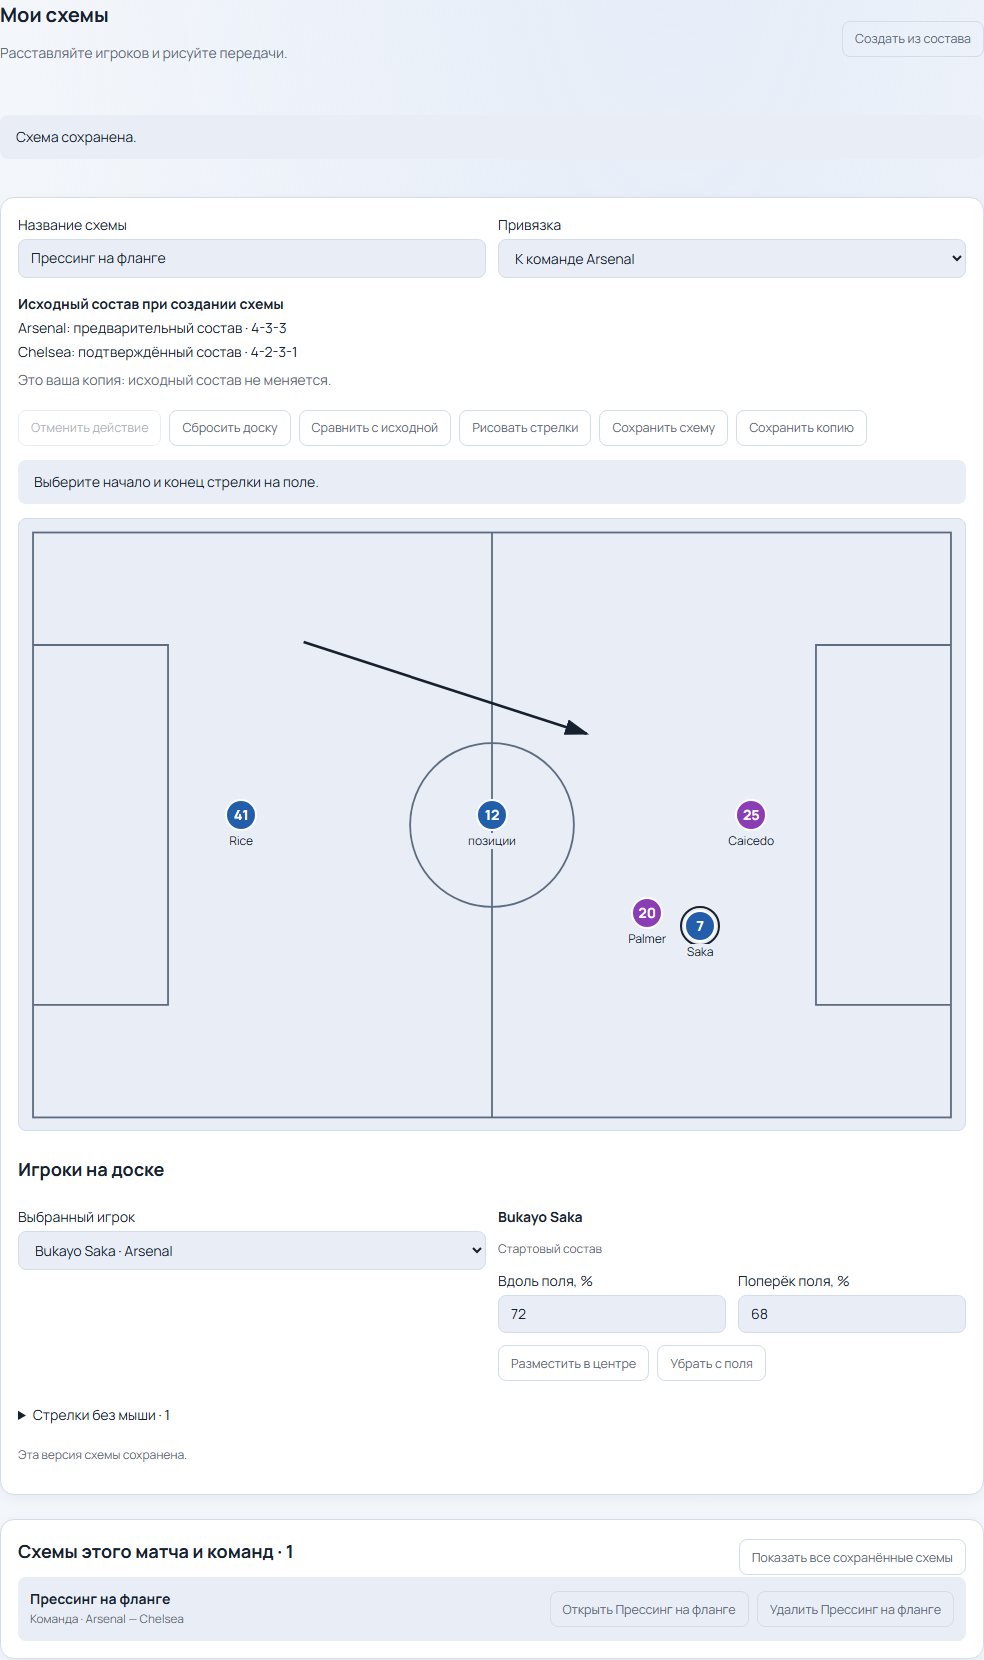 Мои схемы
Расставляйте игроков и рисуйте передачи.
Создать из состава
Схема сохранена.
Название схемы
Прессинг на фланге
Привязка
К команде Arsenal
Исходный состав при создании схемы
Arsenal: предварительный состав · 4-3-3
Chelsea: подтверждённый состав · 4-2-3-1
Это ваша копия: исходный состав не меняется.
Отменить действие
Сбросить доску
Сравнить с исходной
Рисовать стрелки
Сохранить схему
Сохранить копию
Выберите начало и конец стрелки на поле.
41
Rice
12
позиции
25
Caicedo
20
Palmer
7
Saka
Игроки на доске
Выбранный игрок
Bukayo Saka · Arsenal
Bukayo Saka
Стартовый состав
Вдоль поля, %
72
Поперёк поля, %
68
Разместить в центре
Убрать с поля
Стрелки без мыши · 1
Эта версия схемы сохранена.
Схемы этого матча и команд · 1
Показать все сохранённые схемы
Прессинг на фланге
Команда · Arsenal — Chelsea
Открыть Прессинг на фланге
Удалить Прессинг на фланге